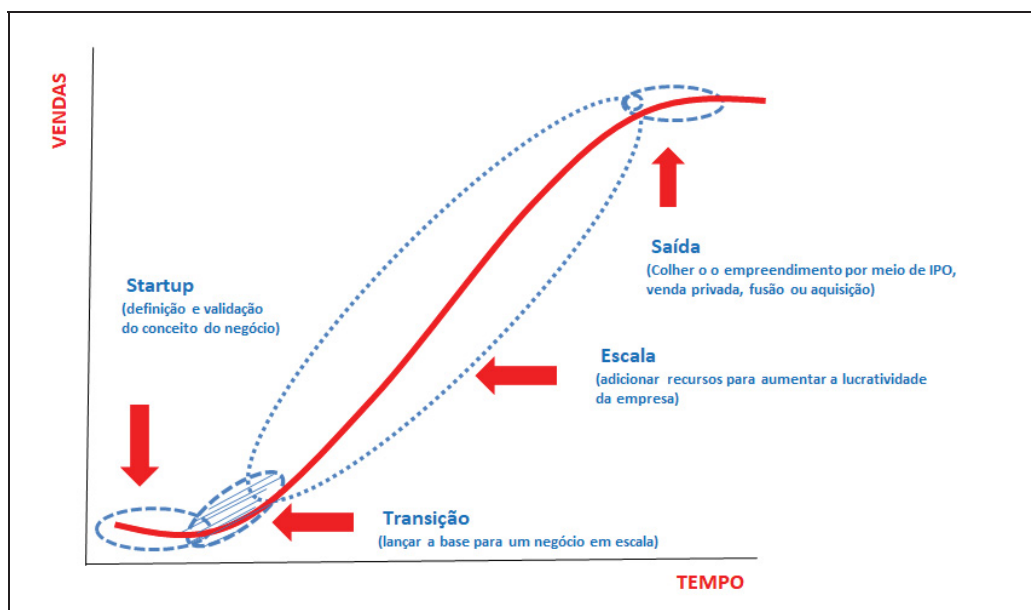 VENDAS
Saída
(Colher o o empreendimento por meio de IPO,
venda privada, fusão ou aquisição)
Startup
(definição e validação
do conceito do negócio)
Escala
(adicionar recursos para aumentar a lucratividade
da empresa)
Transição
(lançar a base para um negócio em escala)
TEMPO